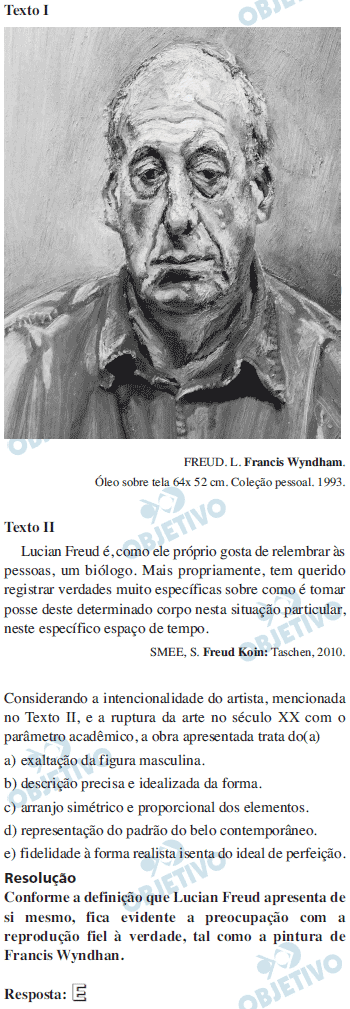 Texto I
FREUD. L. Francis Wyndham.
Óleo sobre tela 64x 52 cm. Coleção pessoal. 1993.
OBJETIVO
Texto II
Lucian Freud é, como ele próprio gosta de relembrar às
pessoas, um biólogo. Mais propriamente, tem querido
registrar verdades muito específicas sobre como é tomar
posse deste determinado corpo nesta situação particular,
neste específico espaço de tempo.
SMEE, S. Freud Koin: Taschen, 2010.
Considerando a intencionalidade do artista, mencionada
no Texto II, e a ruptura da arte no século XX com o
parâmetro acadêmico, a obra apresentada trata do(a)
a) exaltação da figura masculina.
b) descrição precisa e idealizada da forma.
c) arranjo simétrico e proporcional dos elementos.
d) representação do padrão do belo contemporâneo.
e) fidelidade à forma realista isenta do ideal de perfeição.
Resolução
Conforme a definição que Lucian Freud apresenta de
si mesmo, fica evidente a preocupação com a
reprodução fiel à verdade, tal como a pintura de
Francis Wyndhan.
Resposta: E
OBJETIVO